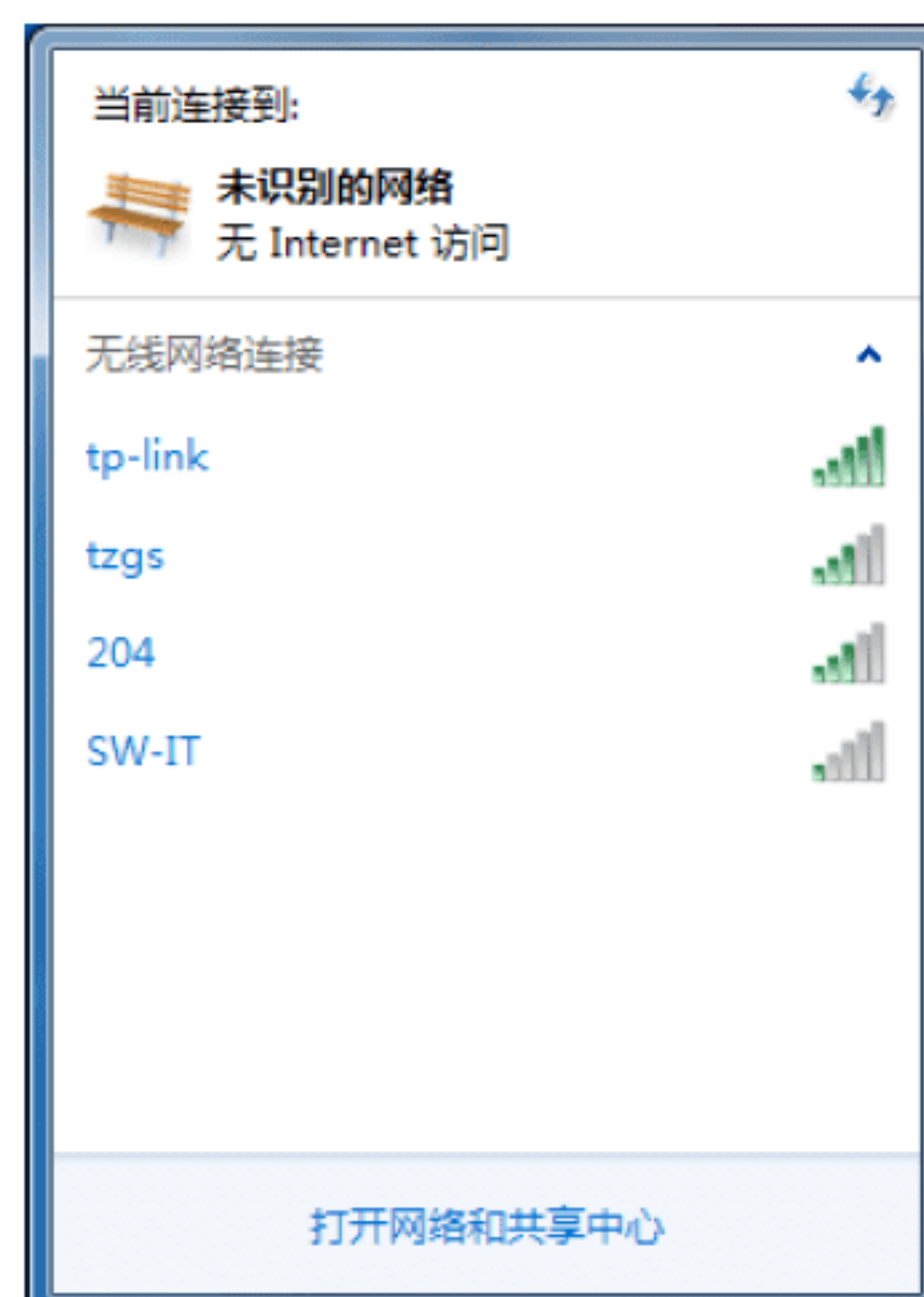 当前连接到:
未识别的网络
无 Internet 访问
无线网络连接
tp-link
tzgs
204
SW-IT
打开网络和共享中心